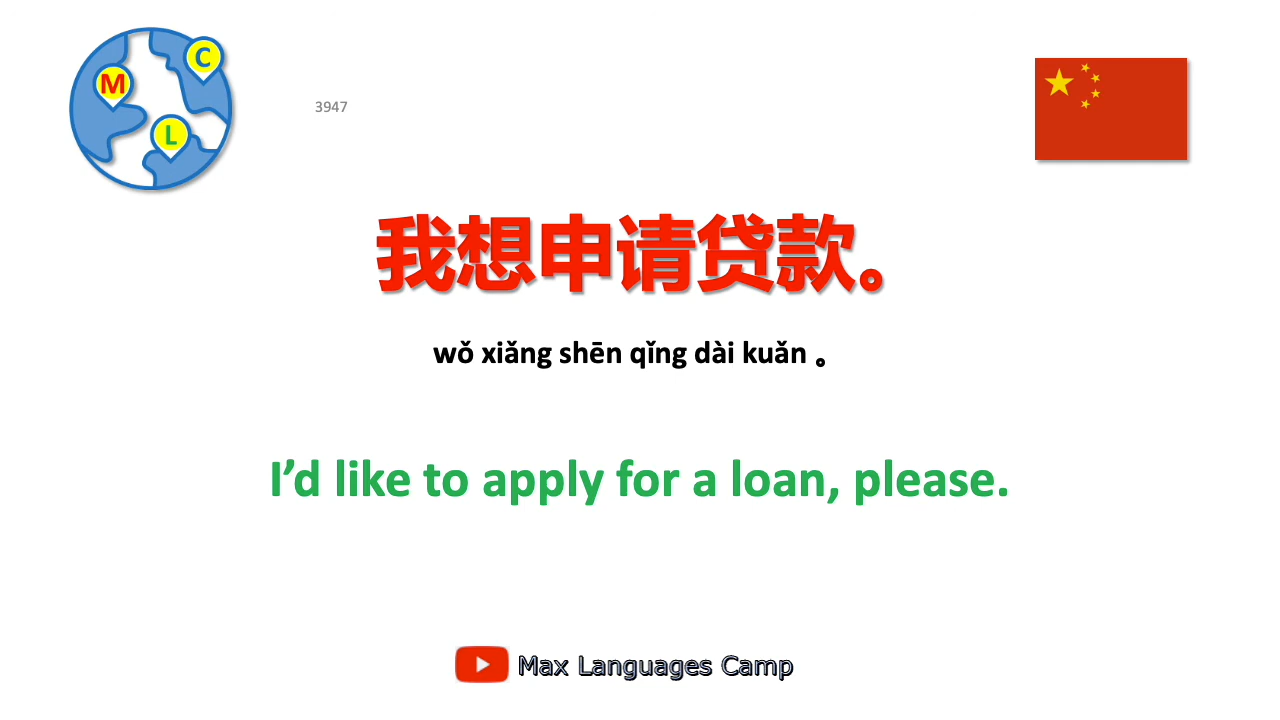 M
C
L
3947
我想申请贷款。
wǒ xiǎng shēn qǐng dài kuǎn 。
I’d like to apply for a loan, please.
Max Languages Camp